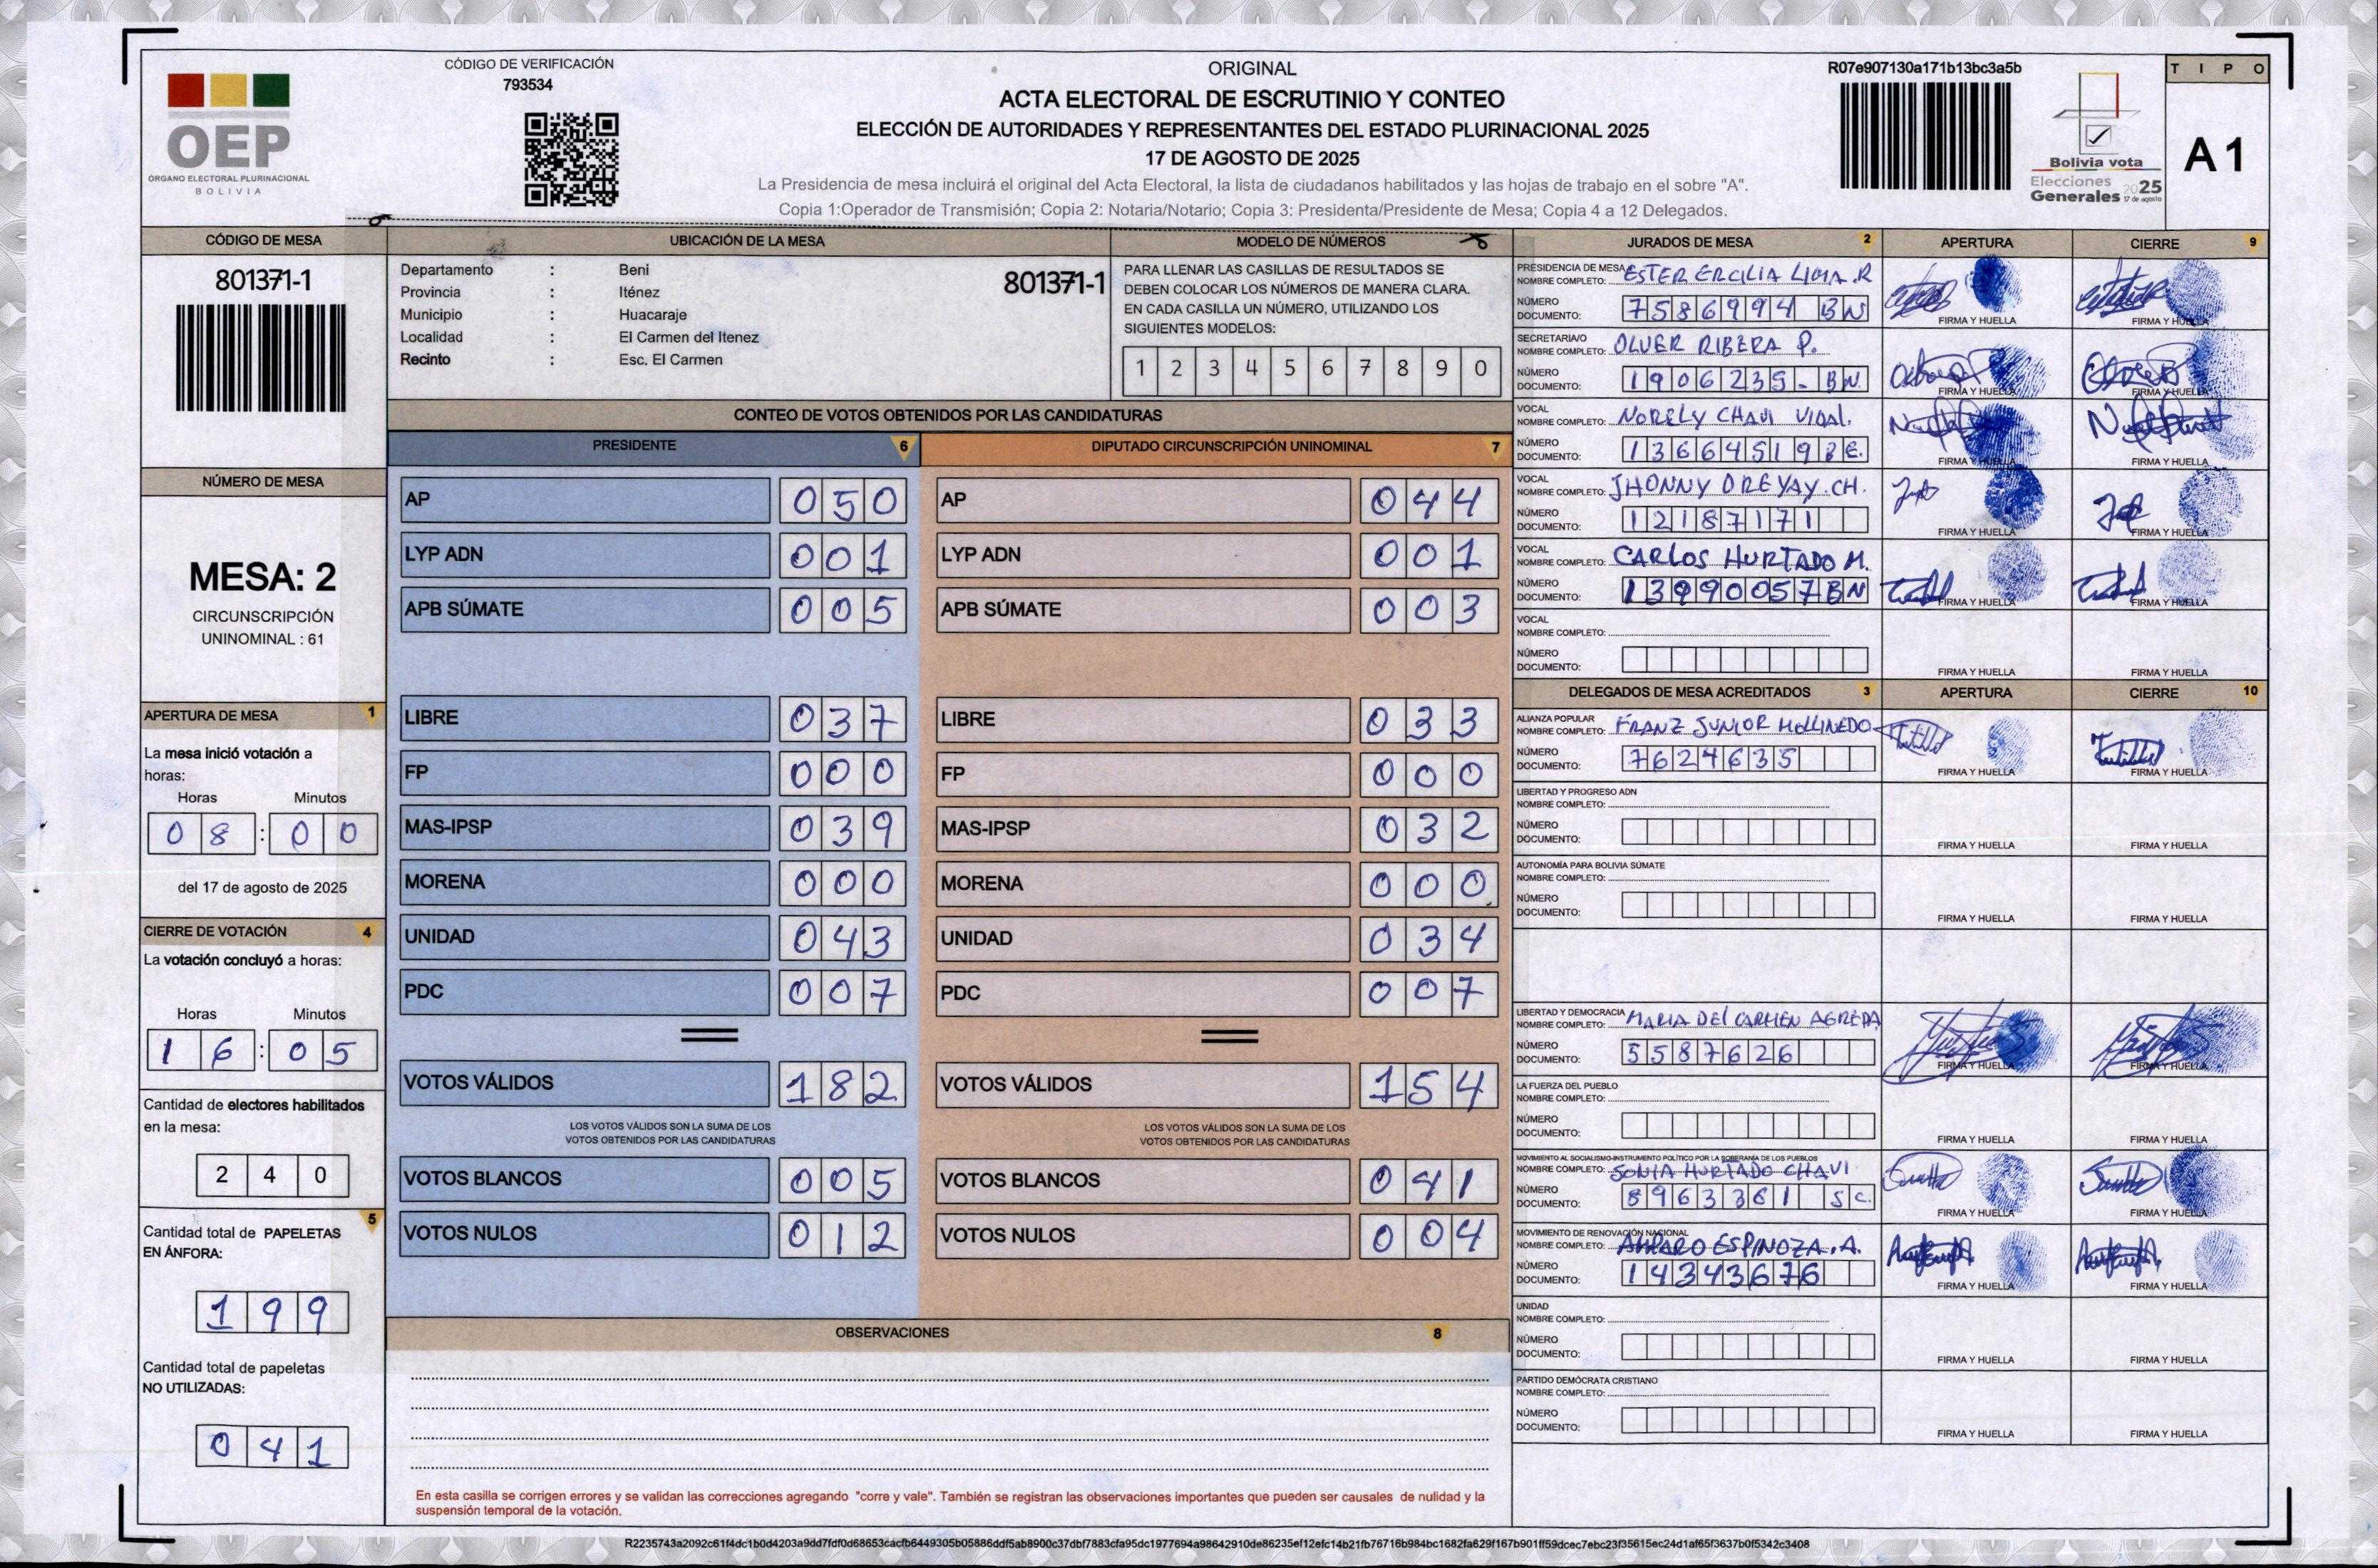 CÓDIGO DE VERIFICACIÓN
793534
OEP
ÓRGANO ELECTORAL PLURINACIONAL
BOLIVIA
ORIGINAL
ACTA ELECTORAL DE ESCRUTINIO Y CONTEO
ELECCIÓN DE AUTORIDADES Y REPRESENTANTES DEL ESTADO PLURINACIONAL 2025
17 DE AGOSTO DE 2025
La Presidencia de mesa incluirá el original del Acta Electoral, la lista de ciudadanos habilitados y las hojas de trabajo en el sobre "A".
Copia 1:Operador de Transmisión; Copia 2: Notaria/Notario; Copia 3: Presidenta/Presidente de Mesa; Copia 4 a 12 Delegados.
R07e907130a171b13bc3a5b
Bolivia vota
Elecciones
Generales 2025
17 de agosto
TIPO
A 1
CÓDIGO DE MESA
801371-1
NÚMERO DE MESA
MESA: 2
CIRCUNSCRIPCIÓN
UNINOMINAL : 61
APERTURA DE MESA 1
La mesa inició votación a
horas:
Horas Minutos
08 : 00
del 17 de agosto de 2025
CIERRE DE VOTACIÓN 4
La votación concluyó a horas:
Horas Minutos
16 : 05
Cantidad de electores habilitados
en la mesa:
240
Cantidad total de PAPELETAS 5
EN ÁNFORA:
199
Cantidad total de papeletas
NO UTILIZADAS:
041
UBICACIÓN DE LA MESA
Departamento : Beni
Provincia : Iténez
Municipio : Huacaraje
Localidad : El Carmen del Itenez
Recinto : Esc. El Carmen
801371-1
MODELO DE NÚMEROS
PARA LLENAR LAS CASILLAS DE RESULTADOS SE
DEBEN COLOCAR LOS NÚMEROS DE MANERA CLARA.
EN CADA CASILLA UN NÚMERO, UTILIZANDO LOS
SIGUIENTES MODELOS:
1 2 3 4 5 6 7 8 9 0
CONTEO DE VOTOS OBTENIDOS POR LAS CANDIDATURAS
PRESIDENTE 6
AP 050
LYP ADN 001
APB SÚMATE 005
LIBRE 037
FP 000
MAS-IPSP 039
MORENA 000
UNIDAD 043
PDC 007
VOTOS VÁLIDOS 182
LOS VOTOS VÁLIDOS SON LA SUMA DE LOS
VOTOS OBTENIDOS POR LAS CANDIDATURAS
VOTOS BLANCOS 005
VOTOS NULOS 012
DIPUTADO CIRCUNSCRIPCIÓN UNINOMINAL 7
AP 044
LYP ADN 001
APB SÚMATE 003
LIBRE 033
FP 000
MAS-IPSP 032
MORENA 000
UNIDAD 034
PDC 007
VOTOS VÁLIDOS 154
LOS VOTOS VÁLIDOS SON LA SUMA DE LOS
VOTOS OBTENIDOS POR LAS CANDIDATURAS
VOTOS BLANCOS 041
VOTOS NULOS 004
OBSERVACIONES 8
En esta casilla se corrigen errores y se validan las correcciones agregando "corre y vale". También se registran las observaciones importantes que pueden ser causales de nulidad y la
suspensión temporal de la votación.
JURADOS DE MESA 2 APERTURA CIERRE 9
PRESIDENCIA DE MESA
NOMBRE COMPLETO: ESTER ERCILIA LIMA.R
NÚMERO
DOCUMENTO: 7586994 BN
FIRMA Y HUELLA FIRMA Y HUELLA
SECRETARIA/O
NOMBRE COMPLETO: OLVER RIBERA P.
NÚMERO
DOCUMENTO: 1906235- BN
FIRMA Y HUELLA FIRMA Y HUELLA
VOCAL
NOMBRE COMPLETO: NORELY CHAVI VIDAL.
NÚMERO
DOCUMENTO: 13664519BE.
FIRMA Y HUELLA FIRMA Y HUELLA
VOCAL
NOMBRE COMPLETO: JHONNY OREYAY.CH.
NÚMERO
DOCUMENTO: 12187171
FIRMA Y HUELLA FIRMA Y HUELLA
VOCAL
NOMBRE COMPLETO: CARLOS HURTADO M.
NÚMERO
DOCUMENTO: 13990057BN
FIRMA Y HUELLA FIRMA Y HUELLA
VOCAL
NOMBRE COMPLETO:
NÚMERO
DOCUMENTO:
FIRMA Y HUELLA FIRMA Y HUELLA
DELEGADOS DE MESA ACREDITADOS 3 APERTURA CIERRE 10
ALIANZA POPULAR
NOMBRE COMPLETO: FRANZ JUNIOR MOLLINEDO
NÚMERO
DOCUMENTO: 7624635
FIRMA Y HUELLA FIRMA Y HUELLA
LIBERTAD Y PROGRESO ADN
NOMBRE COMPLETO:
NÚMERO
DOCUMENTO:
FIRMA Y HUELLA FIRMA Y HUELLA
AUTONOMÍA PARA BOLIVIA SÚMATE
NOMBRE COMPLETO:
NÚMERO
DOCUMENTO:
FIRMA Y HUELLA FIRMA Y HUELLA
LIBERTAD Y DEMOCRACIA
NOMBRE COMPLETO: MARIA DEl CARMEN AGREDA
NÚMERO
DOCUMENTO: 5587626
FIRMA Y HUELLA FIRMA Y HUELLA
LA FUERZA DEL PUEBLO
NOMBRE COMPLETO:
NÚMERO
DOCUMENTO:
FIRMA Y HUELLA FIRMA Y HUELLA
MOVIMIENTO AL SOCIALISMO-INSTRUMENTO POLÍTICO POR LA SOBERANÍA DE LOS PUEBLOS
NOMBRE COMPLETO: SONIA HURTADO CHAVI
NÚMERO
DOCUMENTO: 8963381 SC.
FIRMA Y HUELLA FIRMA Y HUELLA
MOVIMIENTO DE RENOVACIÓN NACIONAL
NOMBRE COMPLETO: AMPARO ESPINOZA.A.
NÚMERO
DOCUMENTO: 14343676
FIRMA Y HUELLA FIRMA Y HUELLA
UNIDAD
NOMBRE COMPLETO:
NÚMERO
DOCUMENTO:
FIRMA Y HUELLA FIRMA Y HUELLA
PARTIDO DEMÓCRATA CRISTIANO
NOMBRE COMPLETO:
NÚMERO
DOCUMENTO:
FIRMA Y HUELLA FIRMA Y HUELLA